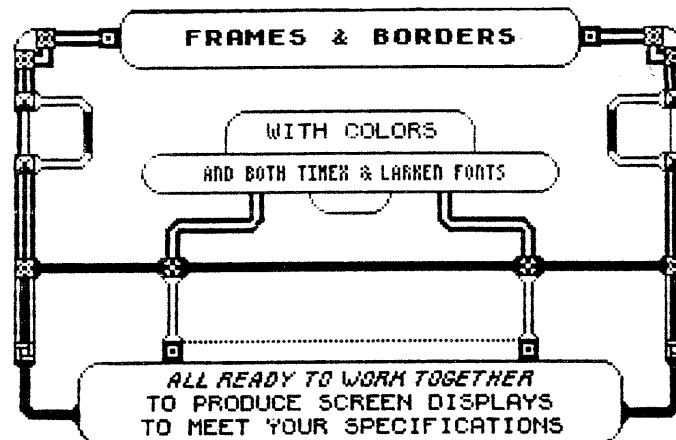 FRAMES & BORDERS
WITH COLORS
AND BOTH TIMEX & LARKEN FONTS
ALL READY TO WORK TOGETHER
TO PRODUCE SCREEN DISPLAYS
TO MEET YOUR SPECIFICATIONS